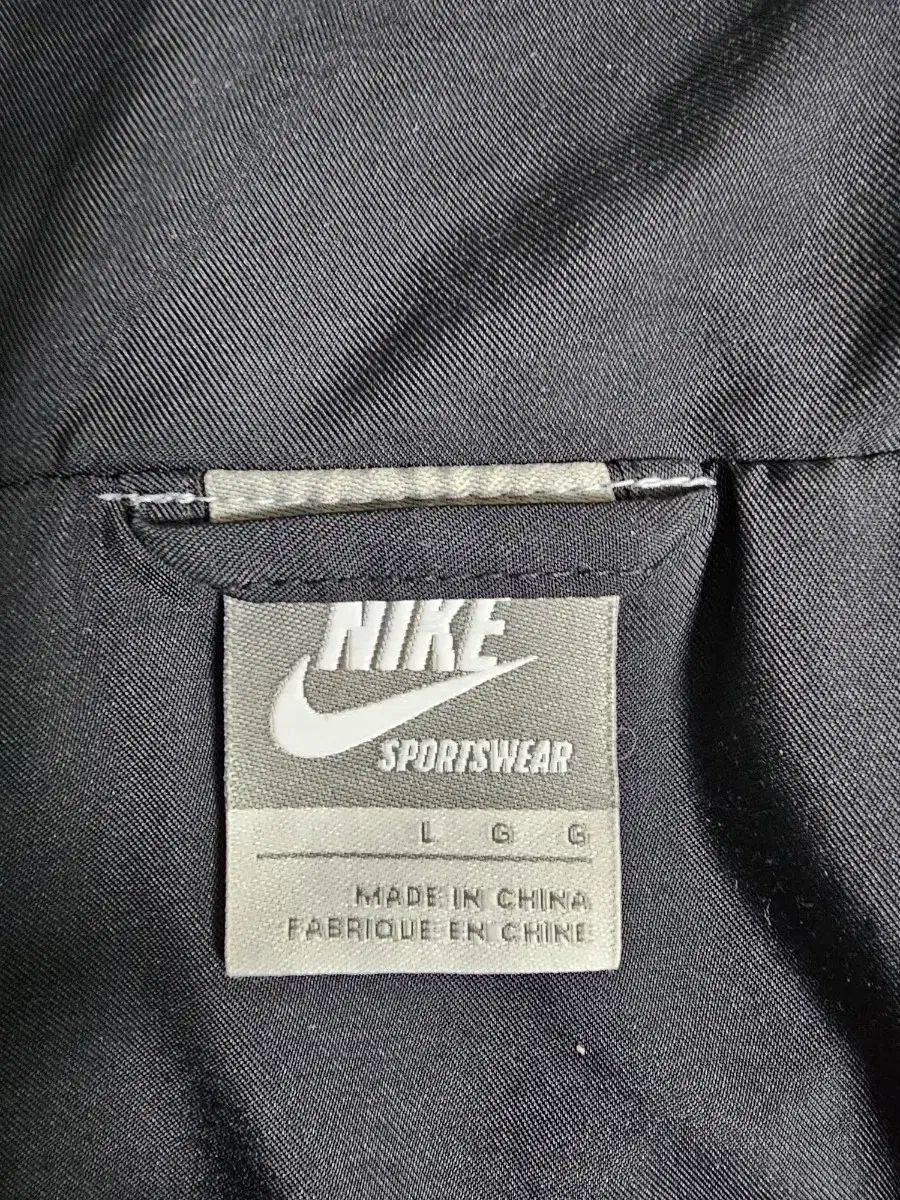 NIKE
SPORTSWEAR
L G G
MADE IN CHINA
FABRIQUE EN CHINE